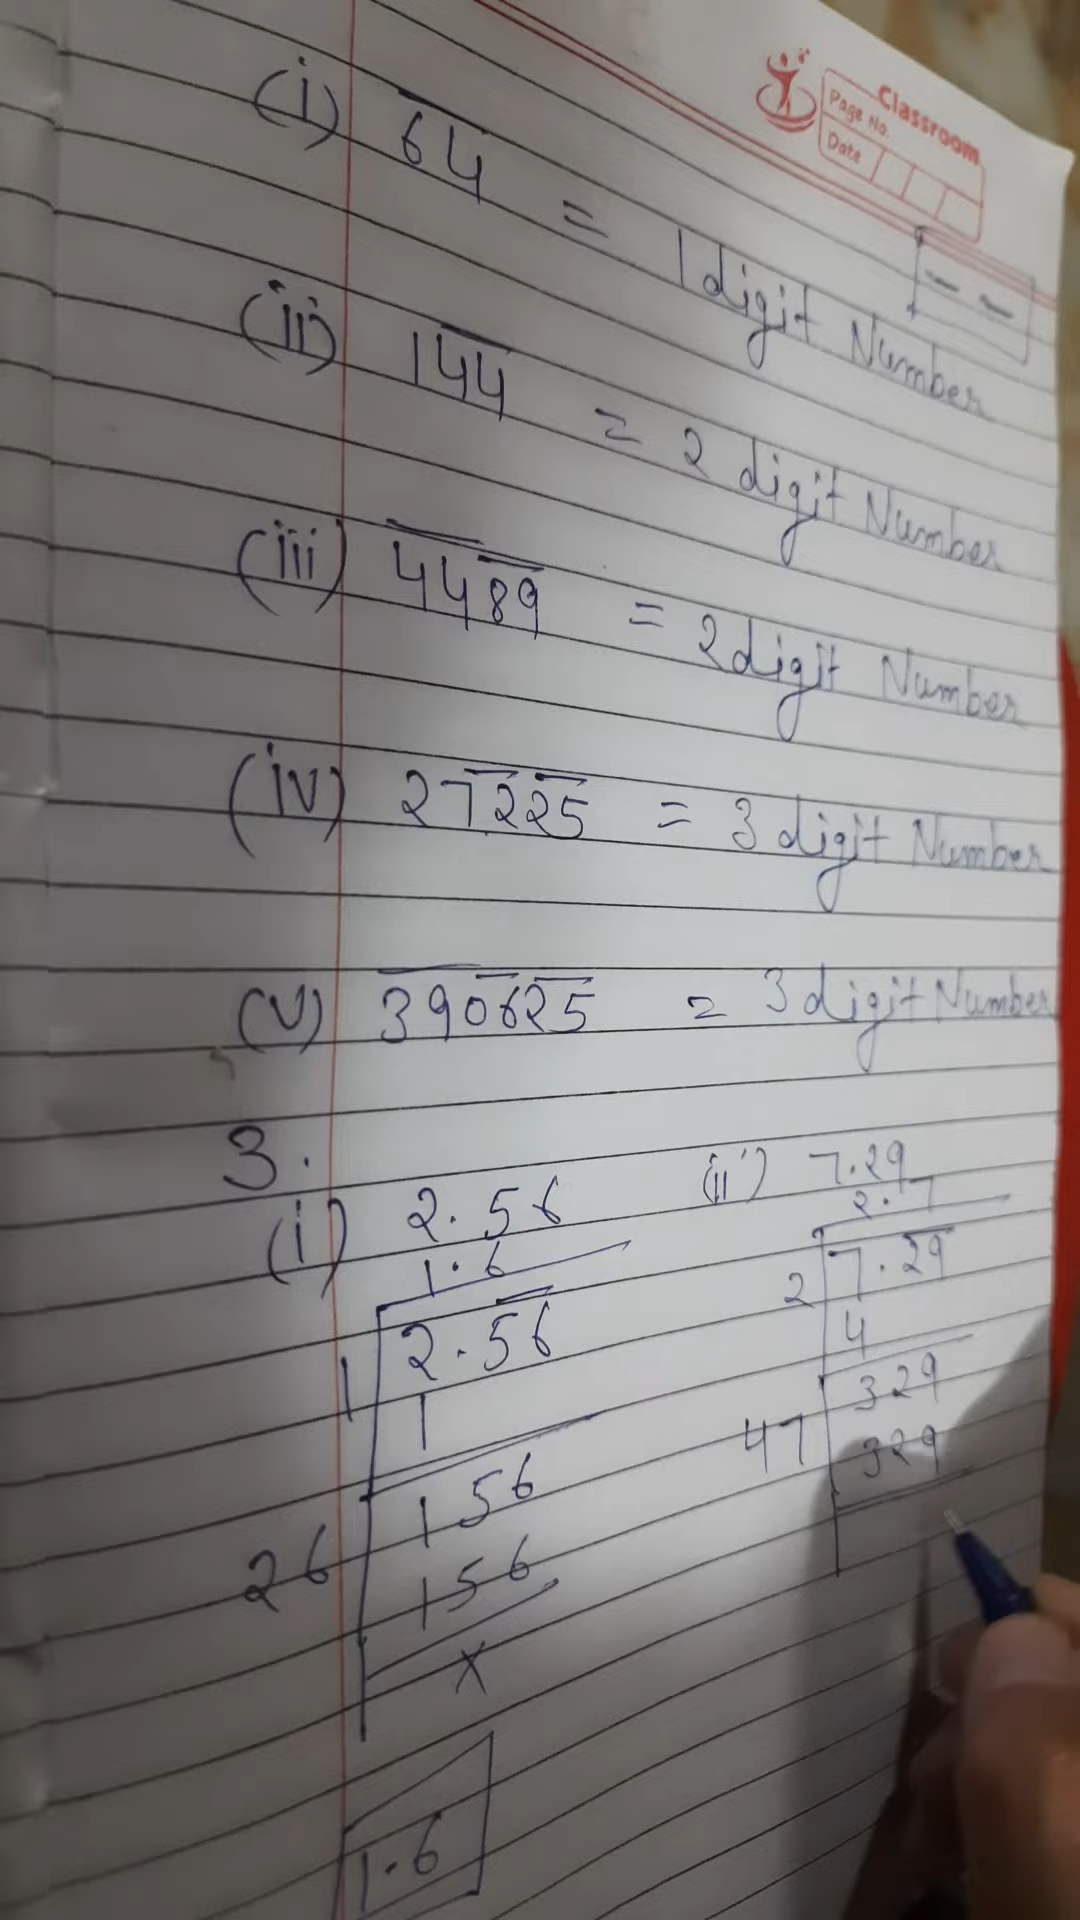 Classroom
Page No.
Date
(i) 64 = 1 digit Number
(ii) 144 = 2 digit Number
(iii) 4489 = 2 digit Number
(iv) 27225 = 3 digit Number
(v) 390625 = 3 digit Number
3.
(i) 2.56
1.6
1 2.56
1
26 156
156
x
1.6
(ii) 7.29
2.7
2 7.29
4
47 329
329